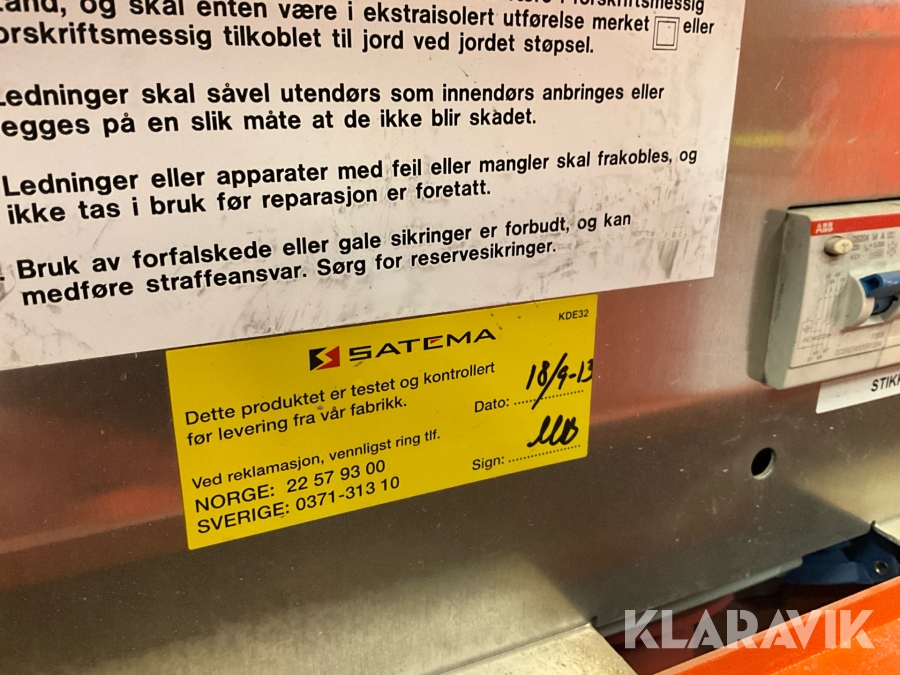 og skal enten være i ekstraisolert utførelse merket eller
forskriftsmessig tilkoblet til jord ved jordet støpsel.
Ledninger skal såvel utendørs som innendørs anbringes eller
legges på en slik måte at de ikke blir skadet.
Ledninger eller apparater med feil eller mangler skal frakobles, og
ikke tas i bruk før reparasjon er foretatt.
Bruk av forfalskede eller gale sikringer er forbudt, og kan
medføre straffeansvar. Sørg for reservesikringer.
ABB
STIKK
KDE32
SATEMA
Dette produktet er testet og kontrollert
før levering fra vår fabrikk.
Dato: 18/9-13
Ved reklamasjon, vennligst ring tlf.
NORGE: 22 57 93 00
SVERIGE: 0371-313 10
Sign: MB
KLARAVIK